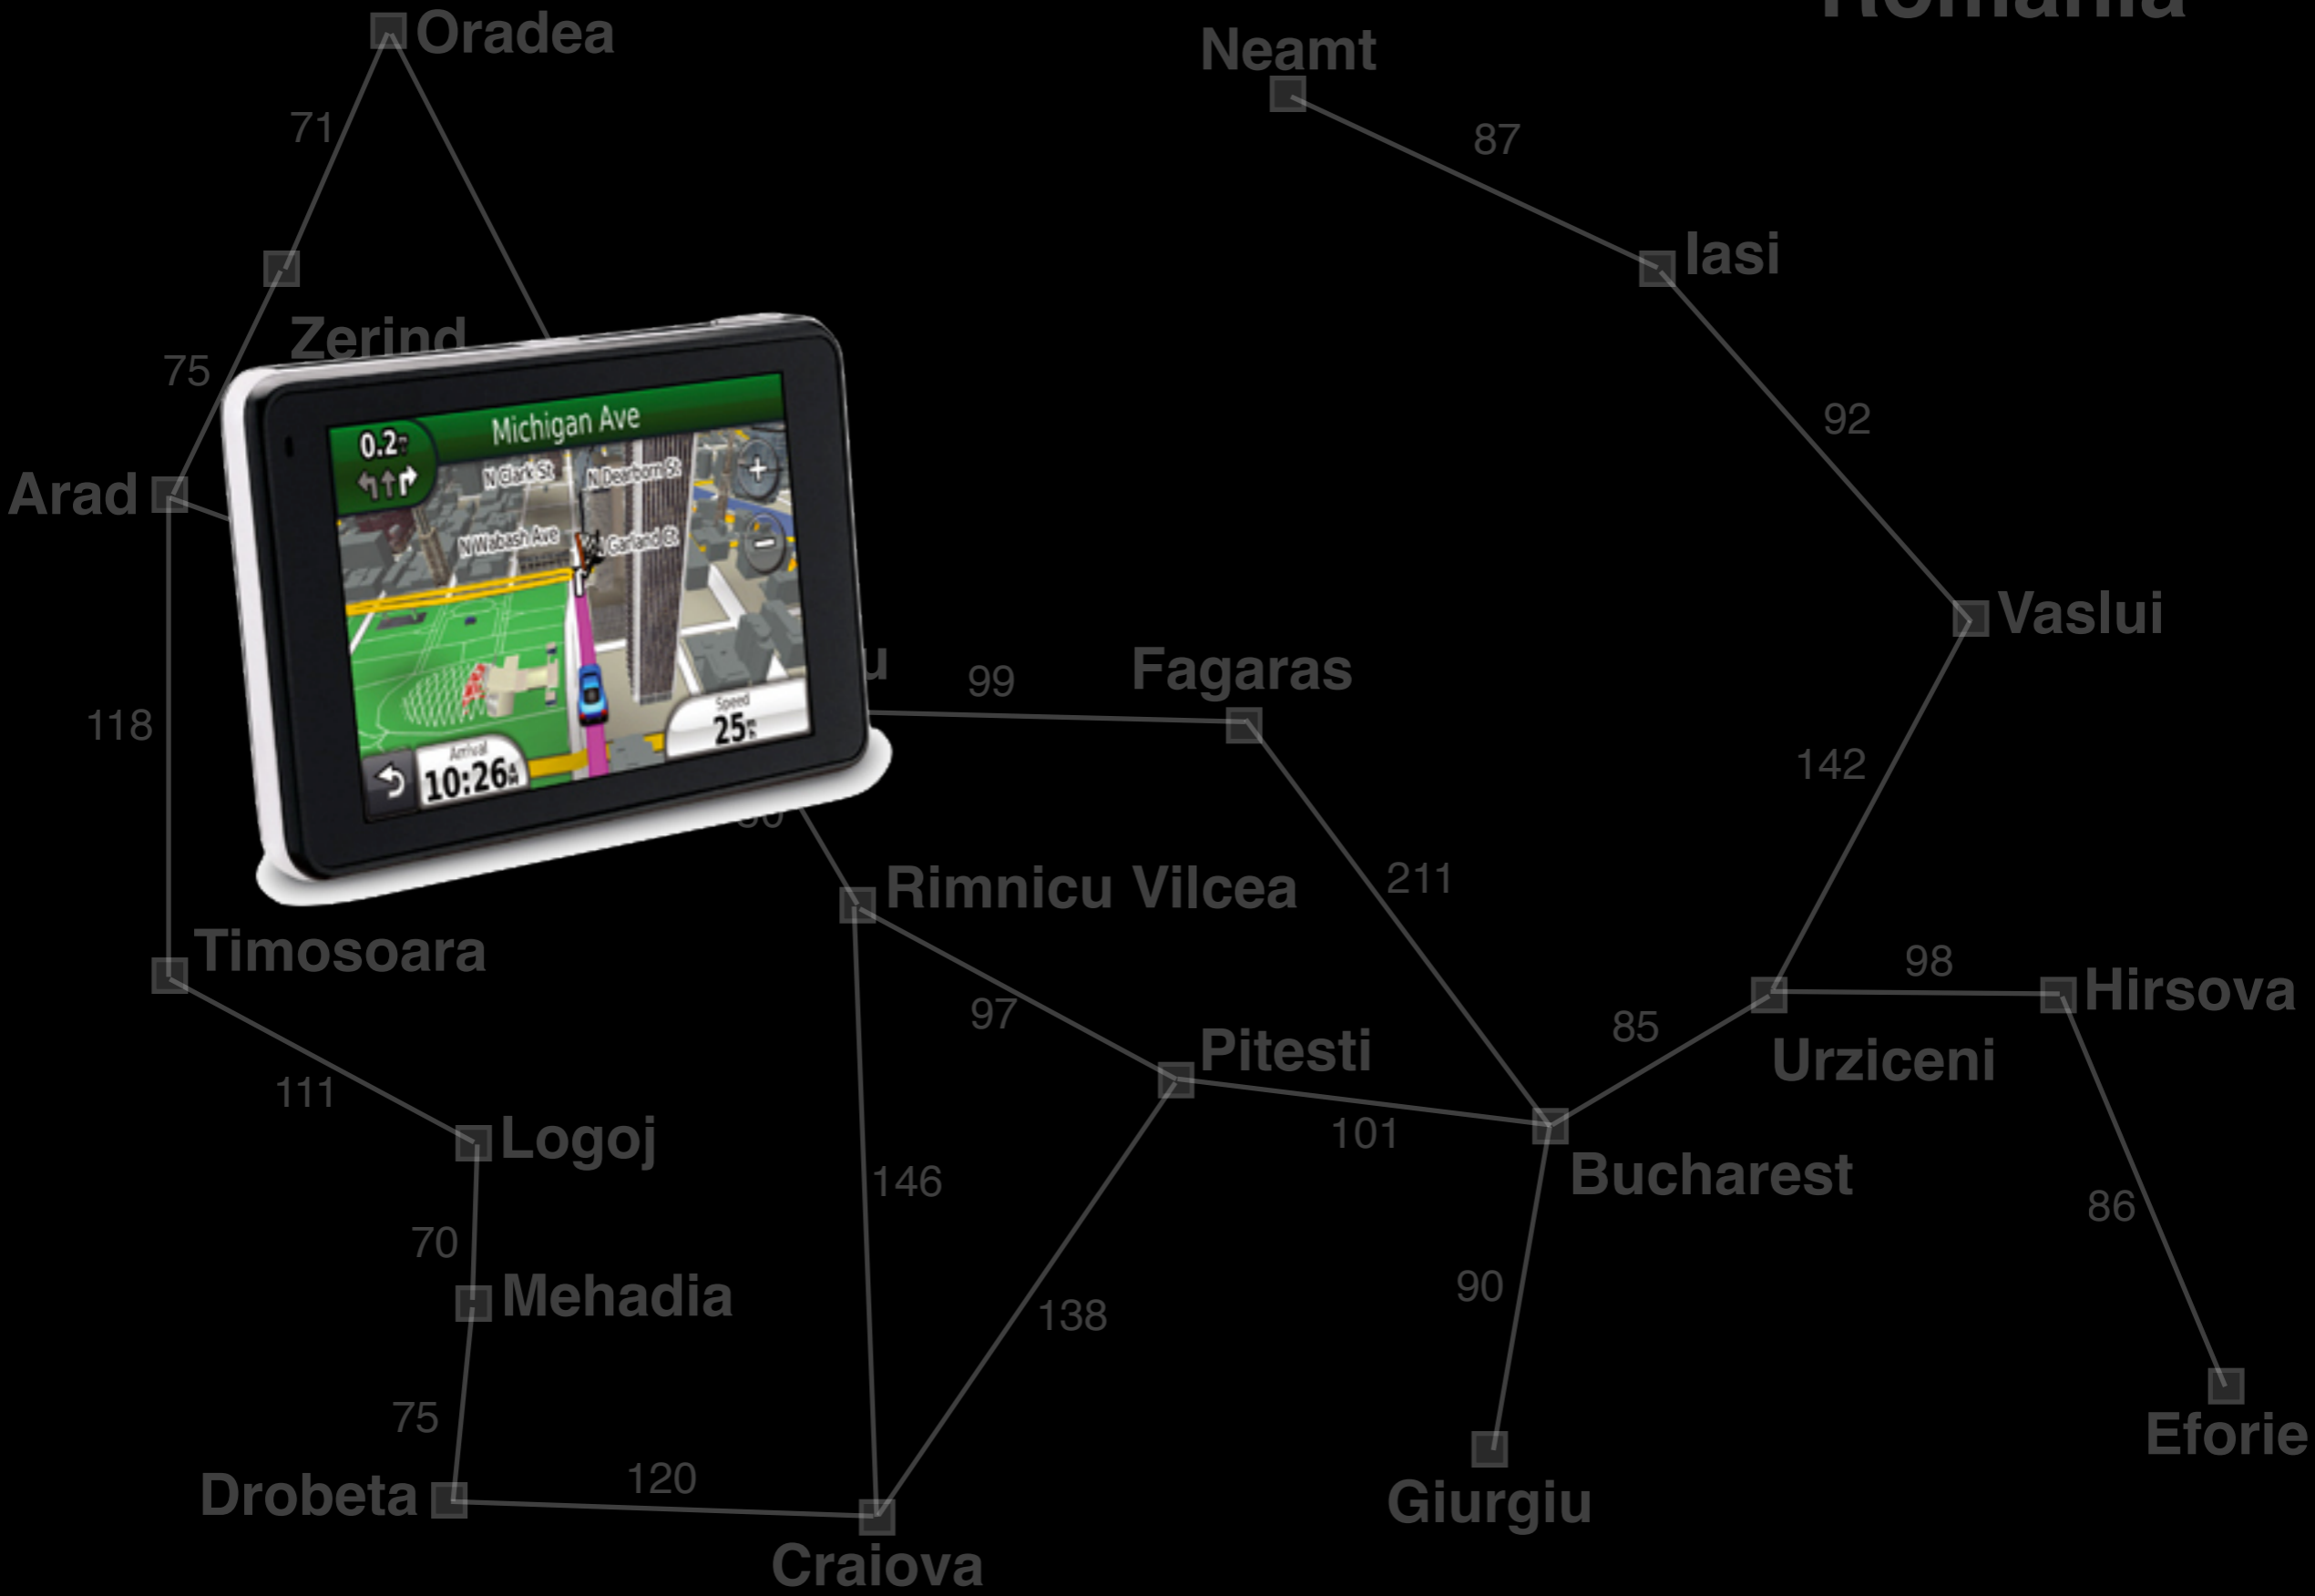 Romania
Oradea
Neamt
71
87
Iasi
Zerind
75
92
Michigan Ave
0.2
N Clark St
N Dearborn St
Arad
N Wabash Ave
N Garland Ct
Vaslui
u
99
Fagaras
118
Speed
25
142
Arrival
10:26
Rimnicu Vilcea
211
Timosoara
98
Hirsova
97
85
Pitesti
Urziceni
111
101
Logoj
Bucharest
146
86
70
90
Mehadia
138
75
Eforie
120
Drobeta
Giurgiu
Craiova